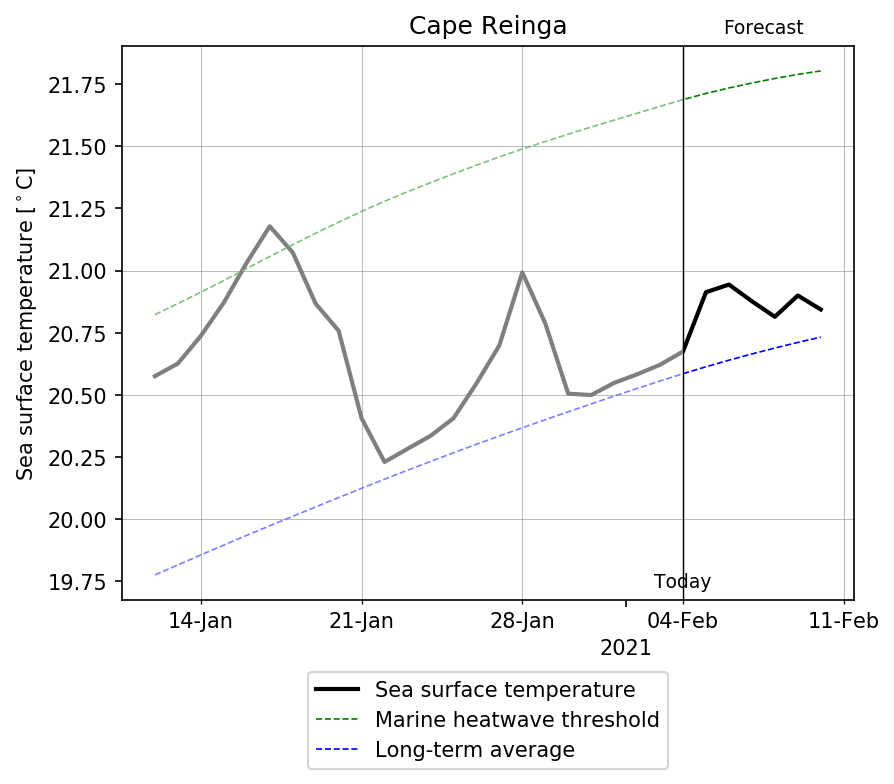 Cape Reinga
Forecast
Sea surface temperature [°C]
21.75
21.50
21.25
21.00
20.75
20.50
20.25
20.00
19.75
Today
14-Jan 21-Jan 28-Jan 04-Feb 11-Feb
2021
Sea surface temperature
Marine heatwave threshold
Long-term average